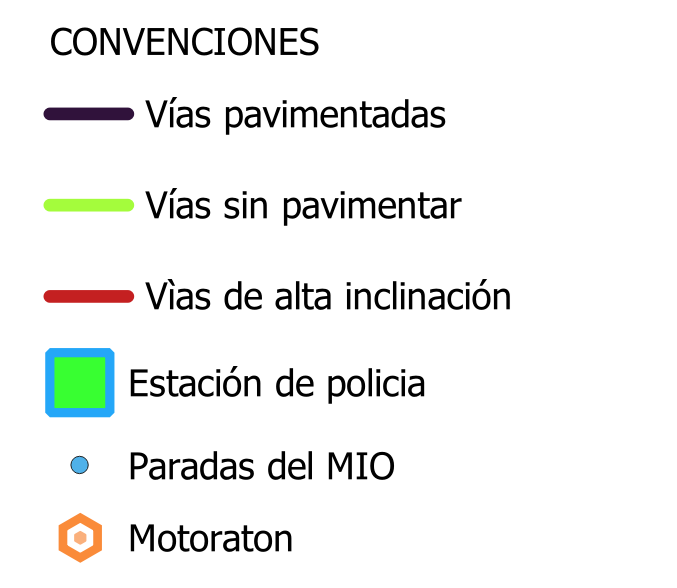 CONVENCIONES
Vías pavimentadas
Vías sin pavimentar
Vìas de alta inclinación
Estación de policia
Paradas del MIO
Motoraton